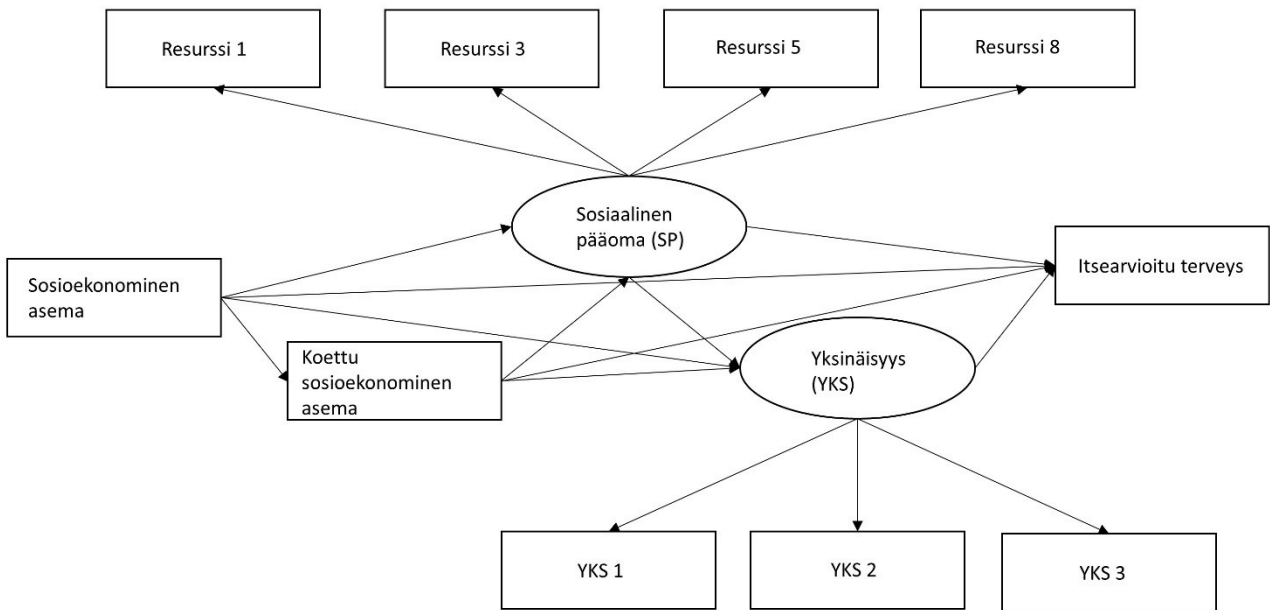 Resurssi 1
Resurssi 3
Resurssi 5
Resurssi 8
Sosiaalinen
pääoma (SP)
Sosioekonominen
asema
Itsearvioitu terveys
Koettu
sosioekonominen
asema
Yksinäisyys
(YKS)
YKS 1
YKS 2
YKS 3